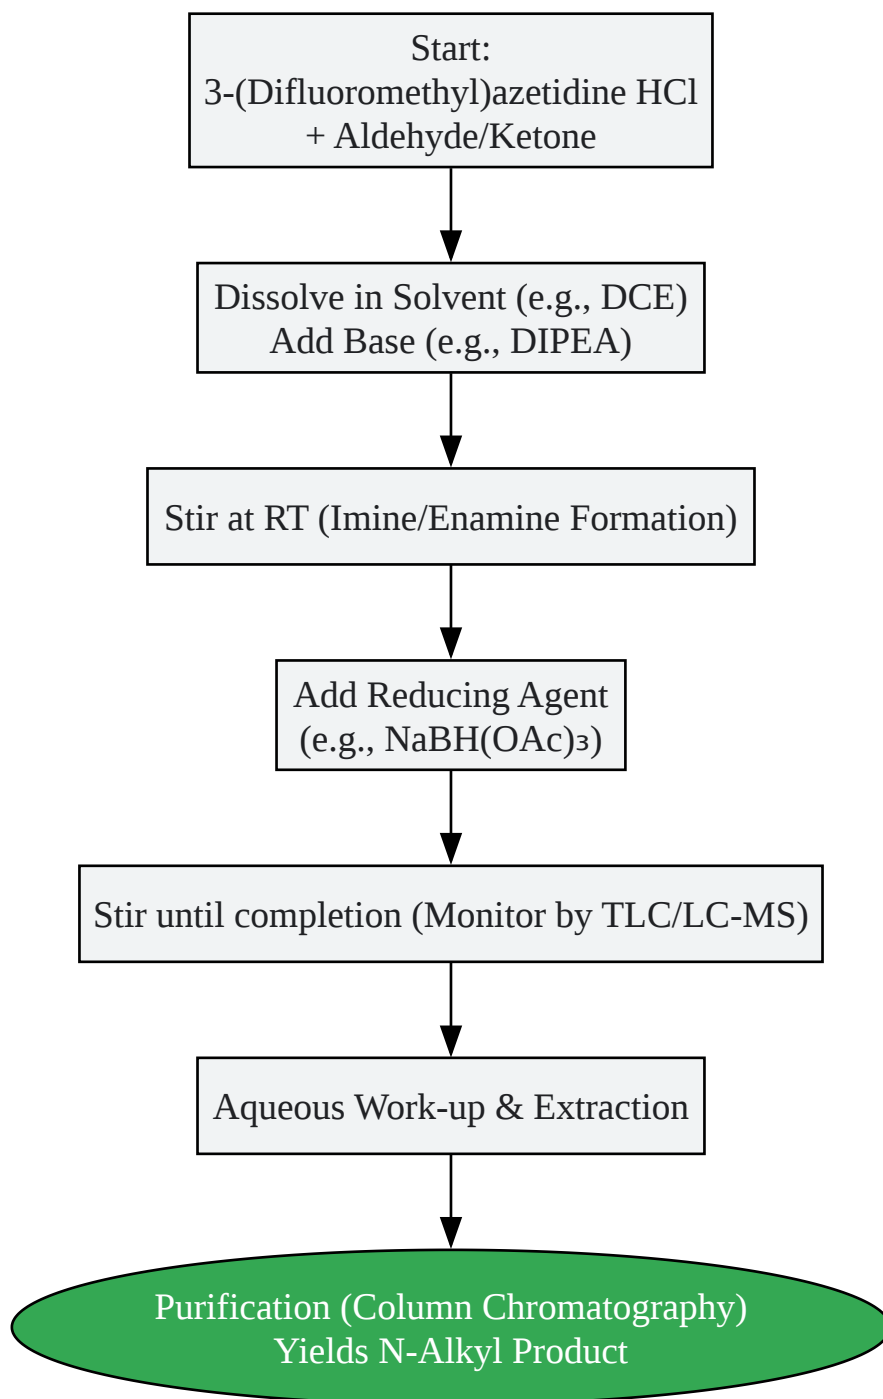 Start:
3-(Difluoromethyl)azetidine HCl
+ Aldehyde/Ketone
Dissolve in Solvent (e.g., DCE)
Add Base (e.g., DIPEA)
Stir at RT (Imine/Enamine Formation)
Add Reducing Agent
(e.g., NaBH(OAc)₃)
Stir until completion (Monitor by TLC/LC-MS)
Aqueous Work-up & Extraction
Purification (Column Chromatography)
Yields N-Alkyl Product